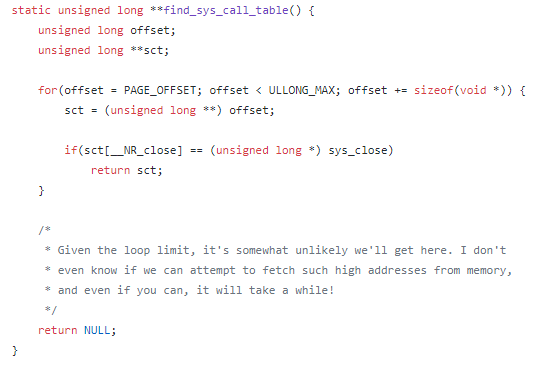 static unsigned long **find_sys_call_table() {
    unsigned long offset;
    unsigned long **sct;

    for(offset = PAGE_OFFSET; offset < ULLONG_MAX; offset += sizeof(void *)) {
        sct = (unsigned long **) offset;

        if(sct[__NR_close] == (unsigned long *) sys_close)
            return sct;
    }

    /*
     * Given the loop limit, it's somewhat unlikely we'll get here. I don't
     * even know if we can attempt to fetch such high addresses from memory,
     * and even if you can, it will take a while!
     */
    return NULL;
}